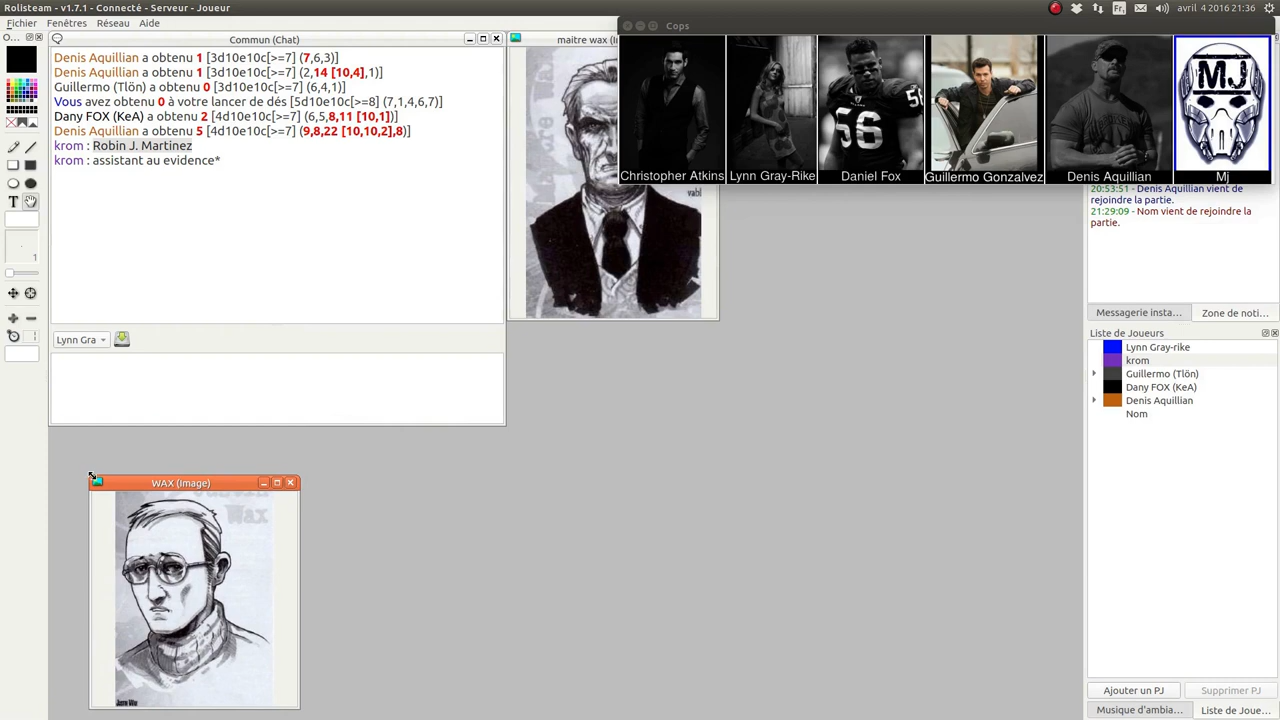 Rolisteam - v1.7.1 - Connecté - Serveur - Joueur
Fr
avril 4 2016 21:36
Fichier Fenêtres Réseau Aide
Cops
O...
Commun (Chat)
maitre wax (Im
Denis Aquillian a obtenu 1 [3d10e10c[>=7] (7,6,3)]
Denis Aquillian a obtenu 1 [3d10e10c[>=7] (2,14 [10,4],1)]
Guillermo (Tlön) a obtenu 0 [3d10e10c[>=7] (6,4,1)]
Vous avez obtenu 0 à votre lancer de dés [5d10e10c[>=8] (7,1,4,6,7)]
Dany FOX (KeA) a obtenu 2 [4d10e10c[>=7] (6,5,8,11 [10,1])]
Denis Aquillian a obtenu 5 [4d10e10c[>=7] (9,8,22 [10,10,2],8)]
krom : Robin J. Martinez
krom : assistant au evidence*
T
1
56
MJ
Christopher Atkins
Lynn Gray-Rike
Daniel Fox
Guillermo Gonzalvez
Denis Aquillian
Mj
20:53:51 - Denis Aquillian vient de
rejoindre la partie.
21:29:09 - Nom vient de rejoindre la
partie.
Messagerie insta...
Zone de noti...
Liste de Joueurs
Lynn Gray-rike
krom
Guillermo (Tlön)
Dany FOX (KeA)
Denis Aquillian
Nom
Lynn Gra
WAX (Image)
Wax
Ajouter un PJ
Supprimer PJ
Musique d'ambia...
Liste de Joue...